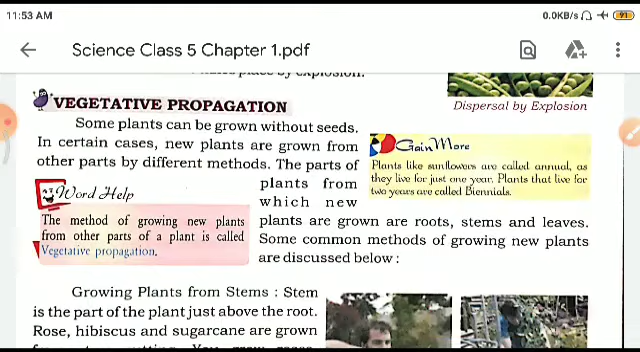 11:53 AM
0.0KB/s
91
Science Class 5 Chapter 1.pdf
place by explosion.
VEGETATIVE PROPAGATION
Dispersal by Explosion
Some plants can be grown without seeds.
In certain cases, new plants are grown from
other parts by different methods. The parts of
plants from
which new
plants are grown are roots, stems and leaves.
Some common methods of growing new plants
are discussed below :
Gain More
Plants like sunflowers are called annual, as
they live for just one year. Plants that live for
two years are called Biennials.
Word Help
The method of growing new plants
from other parts of a plant is called
Vegetative propagation.
Growing Plants from Stems : Stem
is the part of the plant just above the root.
Rose, hibiscus and sugarcane are grown